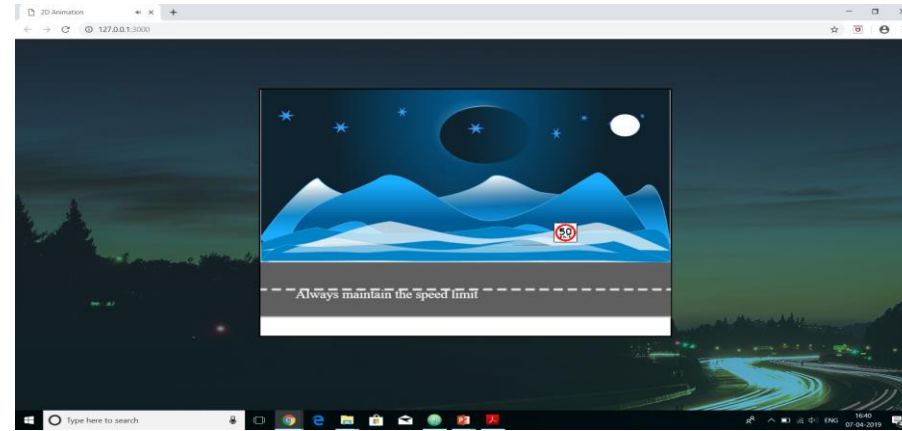 2D Animation
127.0.0.1:3000
50
Always maintain the speed limit
Type here to search
ENG
16:40
07-04-2019